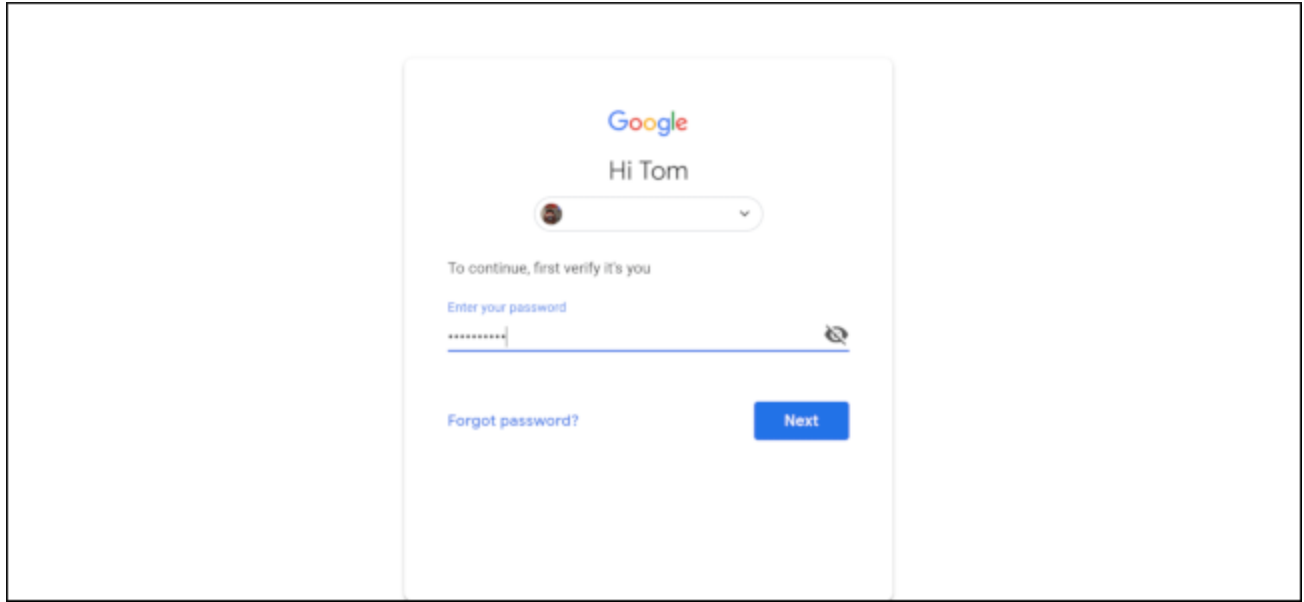 Google
Hi Tom
To continue, first verify it's you
Enter your password
••••••••••
Forgot password?
Next